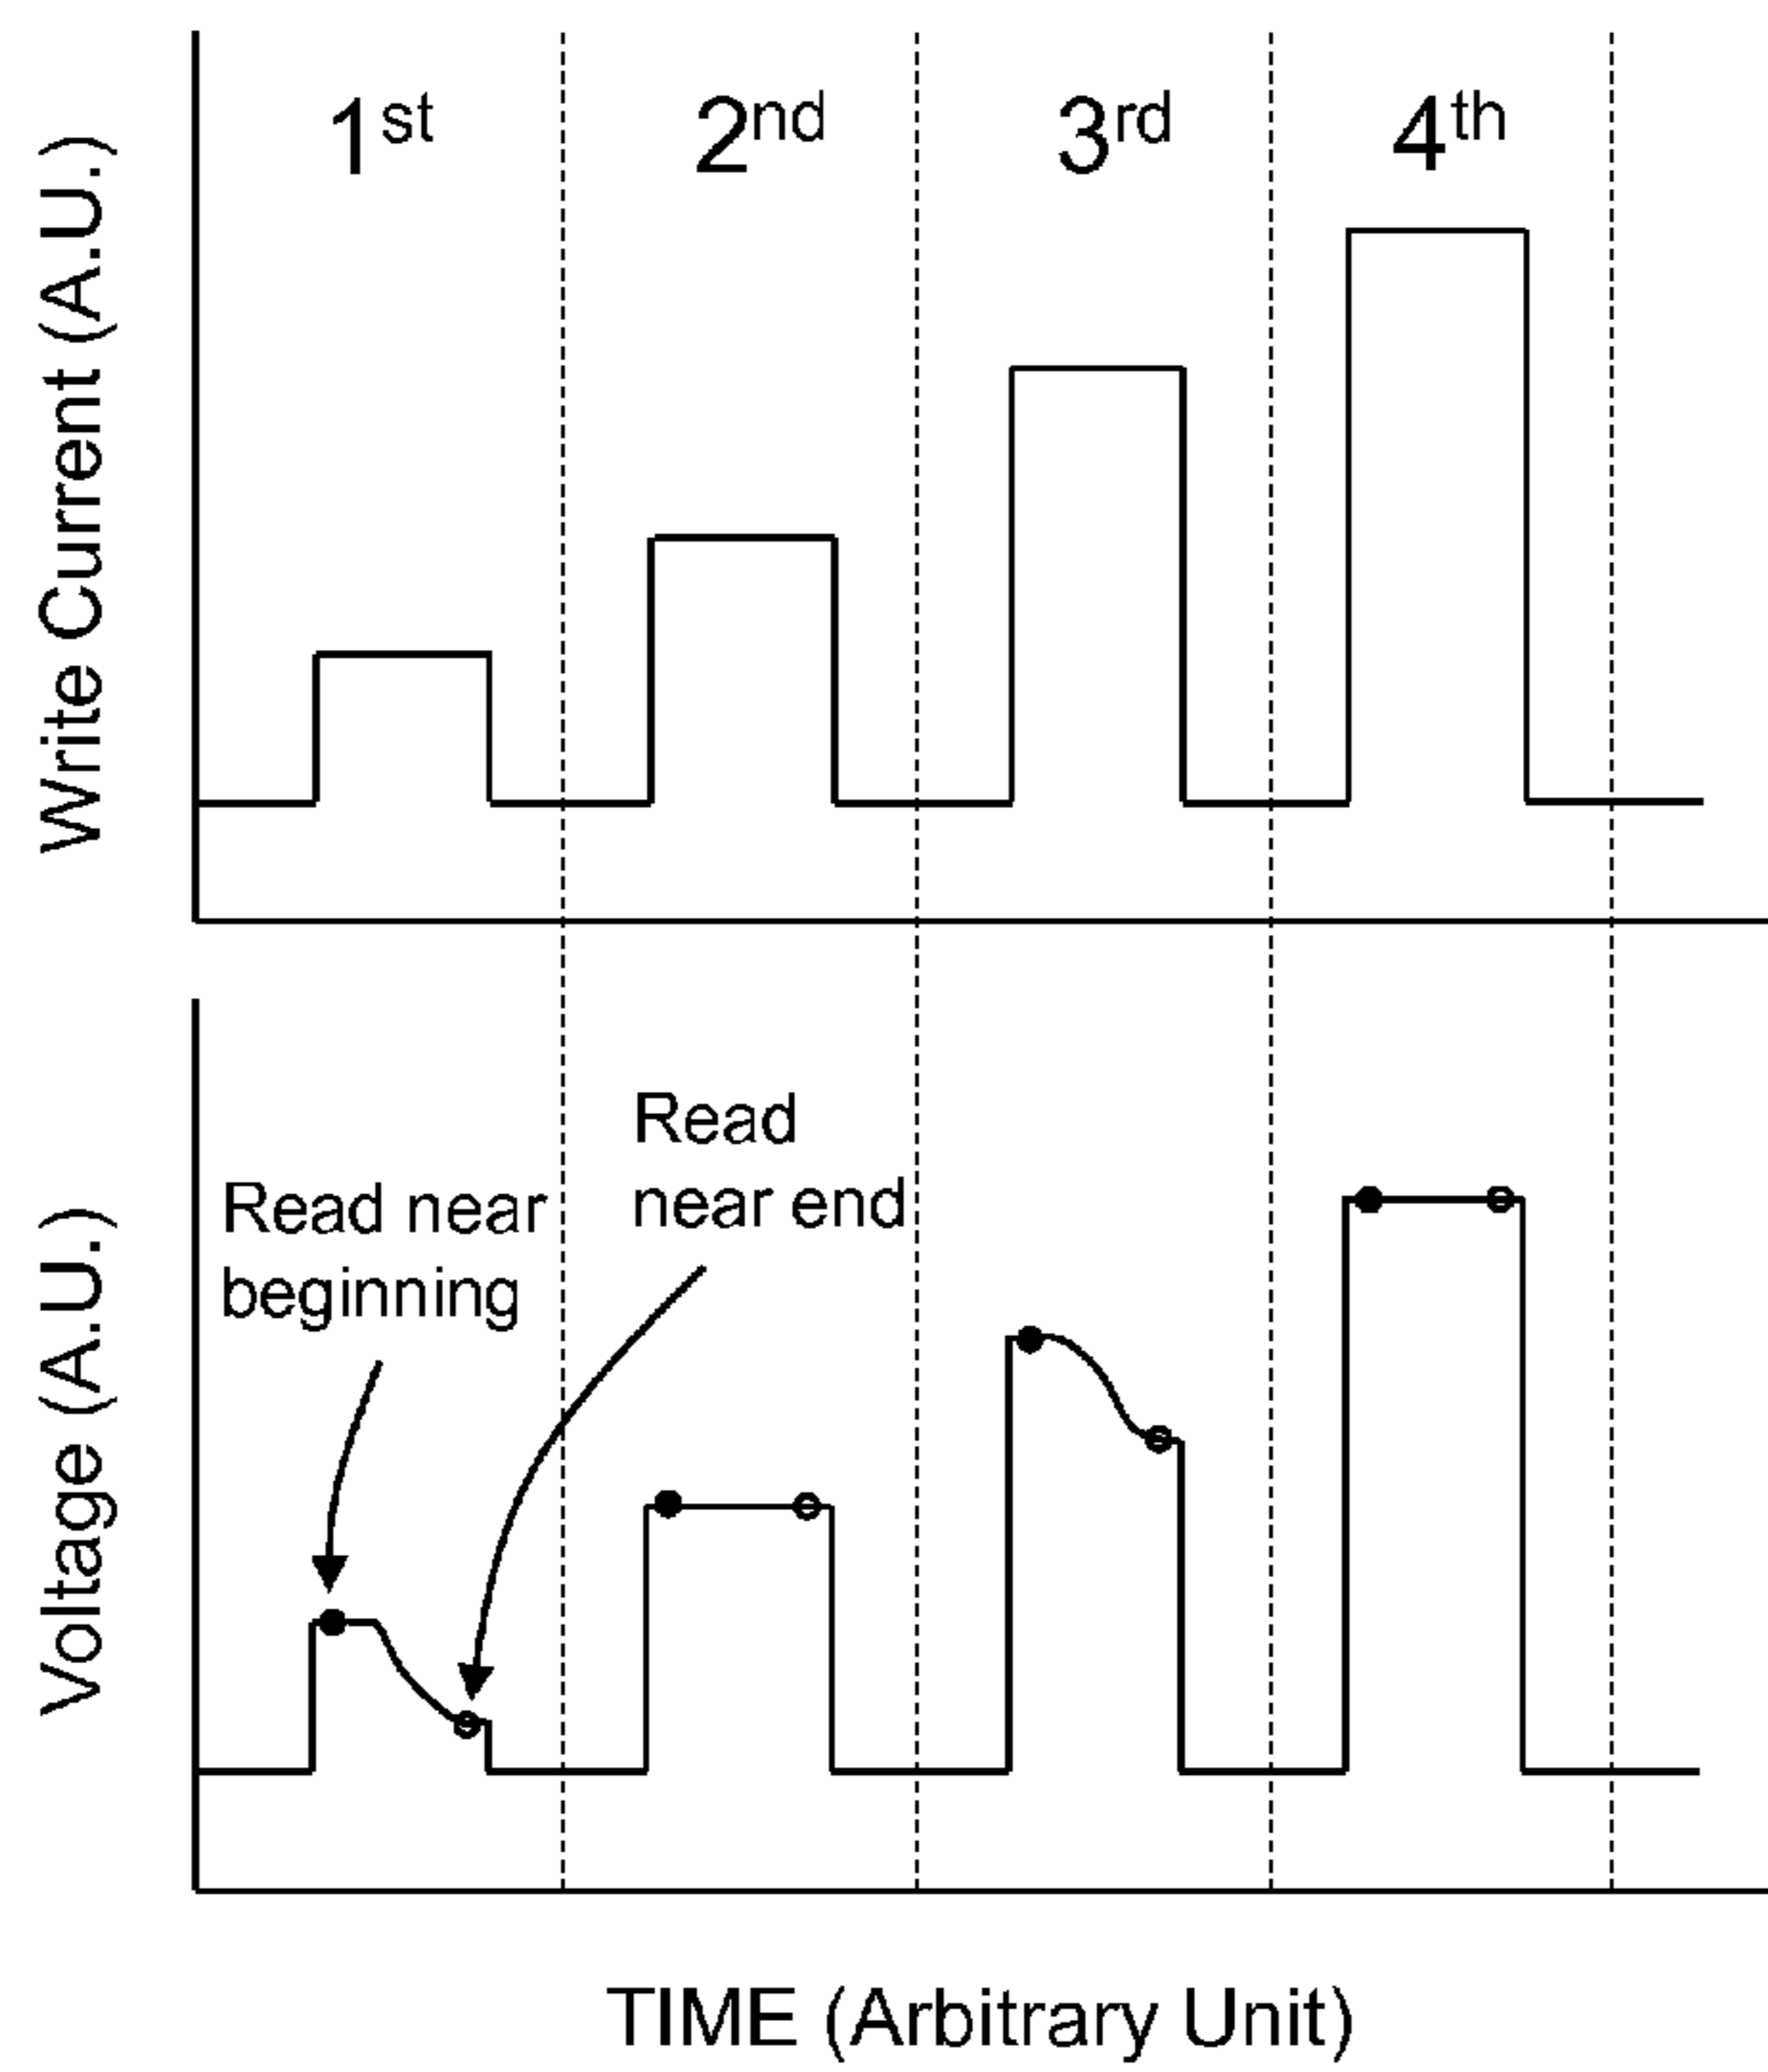 Write Current (A.U.)
1st
2nd
3rd
4th
Voltage (A.U.)
Read near
beginning
Read
near end
TIME (Arbitrary Unit)